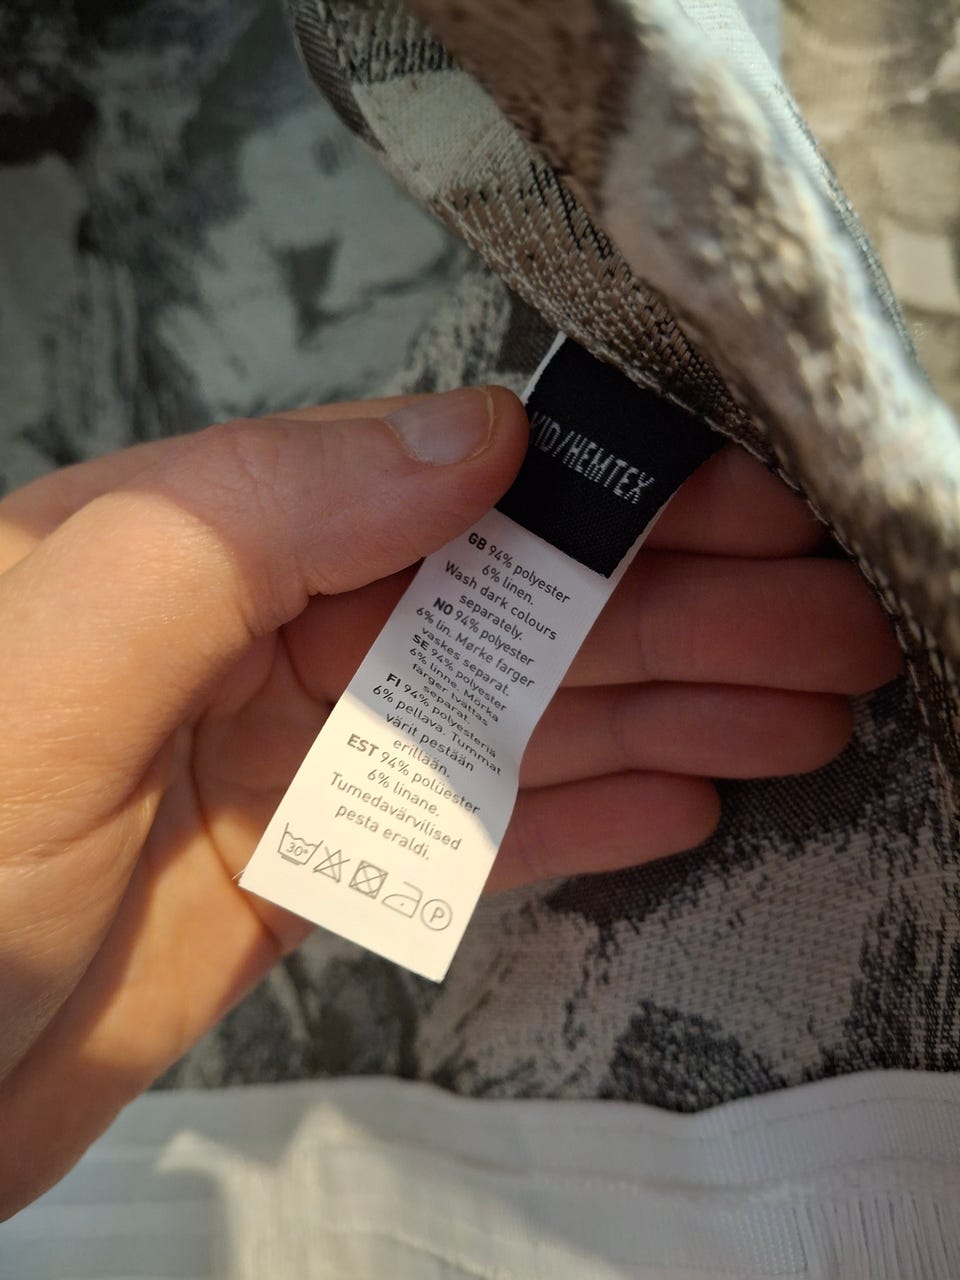 KID/HEMTEX
GB 94% polyester
6% linen.
Wash dark colours
separately.
NO 94% polyester
6% lin. Mørke farger
vaskes separat.
SE 94% polyester
6% linne. Mörka
färger tvättas
separat.
FI 94% polyesteriä
6% pellava. Tummat
värit pestään
erillään.
EST 94% polüester
6% linane.
Tumedavärvilised
pesta eraldi.
30° P